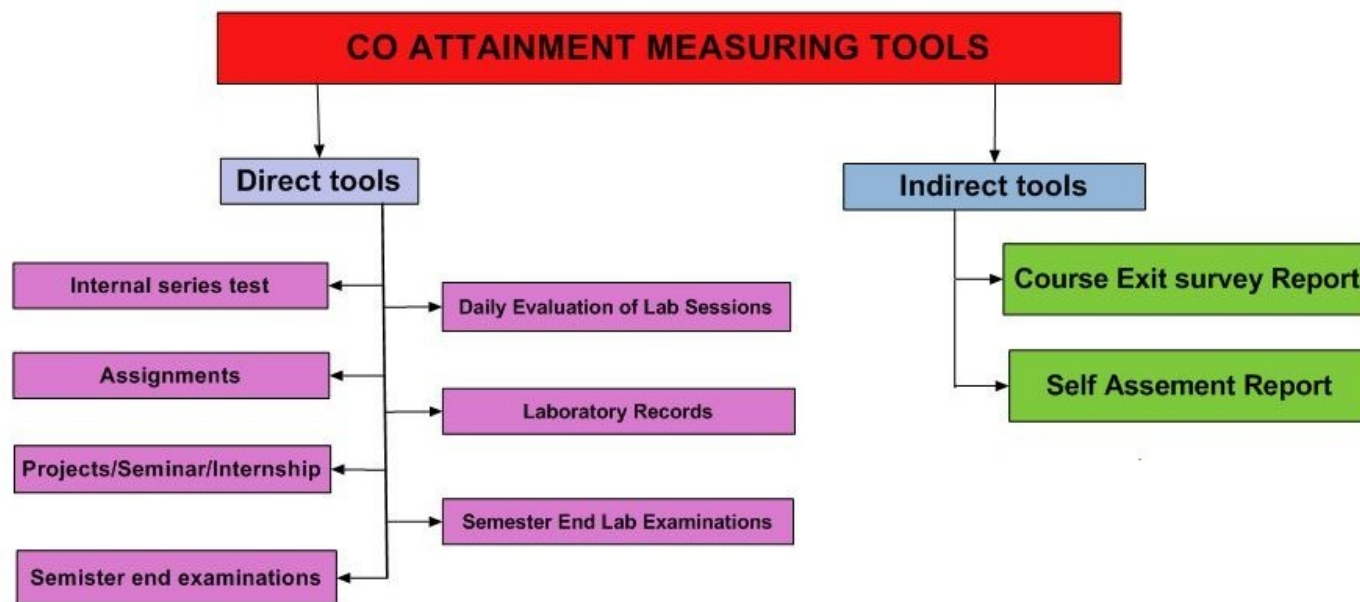 CO ATTAINMENT MEASURING TOOLS
Direct tools
Internal series test
Assignments
Projects/Seminar/Internship
Semister end examinations
Daily Evaluation of Lab Sessions
Laboratory Records
Semester End Lab Examinations
Indirect tools
Course Exit survey Report
Self Assement Report